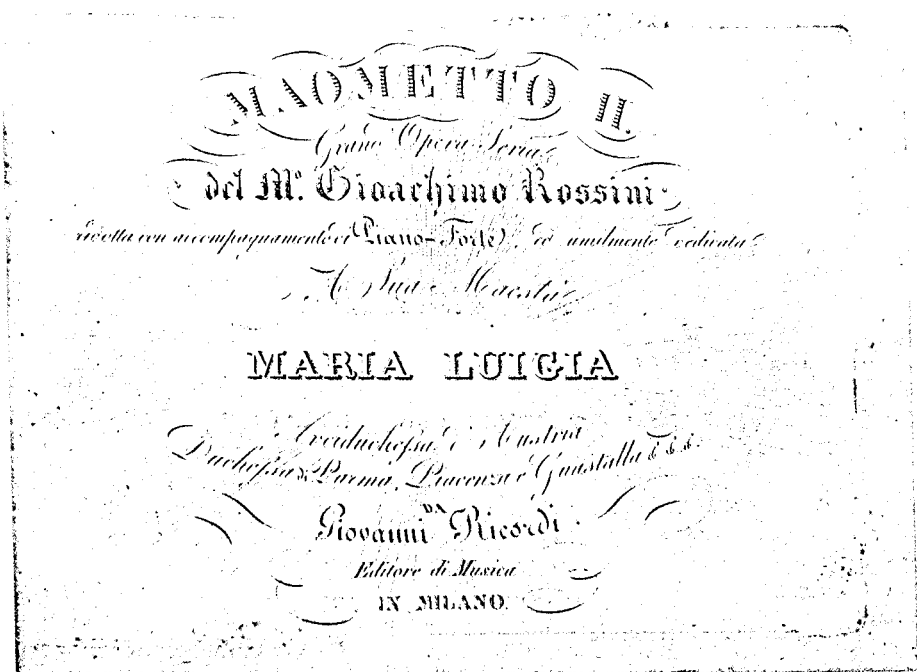 MAOMETTO II.
Grand' Opera Seria
del M.º Gioachimo Rossini
ridotta con accompagnamento di Piano-Forte, ed umilmente dedicata
A Sua Maestà
MARIA LUIGIA
Arciduchessa d'Austria
Duchessa di Parma, Piacenza e Guastalla & & &.
DA
Giovanni Ricordi
Editore di Musica
IN MILANO.